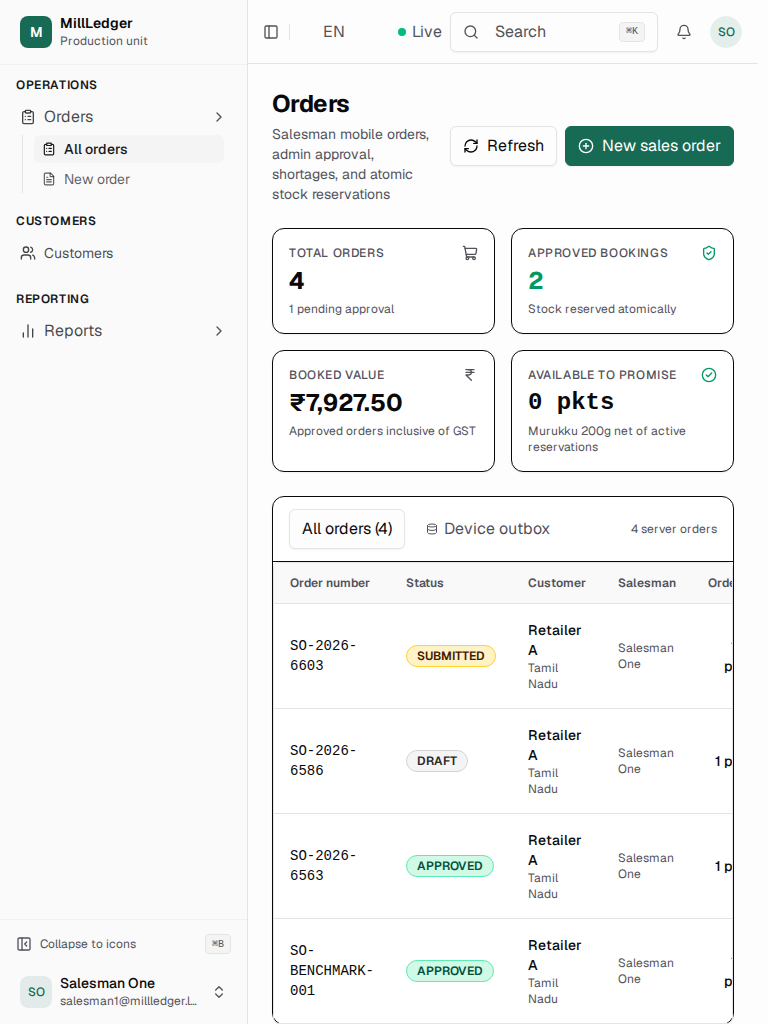 M
MillLedger
Production unit
OPERATIONS
Orders
All orders
New order
CUSTOMERS
Customers
REPORTING
Reports
Collapse to icons
⌘B
SO
Salesman One
salesman1@millledger.l...
EN
Live
Search
⌘K
SO
Orders
Salesman mobile orders,
admin approval,
shortages, and atomic
stock reservations
Refresh
New sales order
TOTAL ORDERS
4
1 pending approval
APPROVED BOOKINGS
2
Stock reserved atomically
BOOKED VALUE
₹
₹7,927.50
Approved orders inclusive of GST
AVAILABLE TO PROMISE
0 pkts
Murukku 200g net of active
reservations
All orders (4)
Device outbox
4 server orders
Order number Status Customer Salesman
SO-2026-
6603
SUBMITTED
Retailer
A
Tamil
Nadu
Salesman
One
SO-2026-
6586
DRAFT
Retailer
A
Tamil
Nadu
Salesman
One
1 p
SO-2026-
6563
APPROVED
Retailer
A
Tamil
Nadu
Salesman
One
1 p
SO-
BENCHMARK-
001
APPROVED
Retailer
A
Tamil
Nadu
Salesman
One